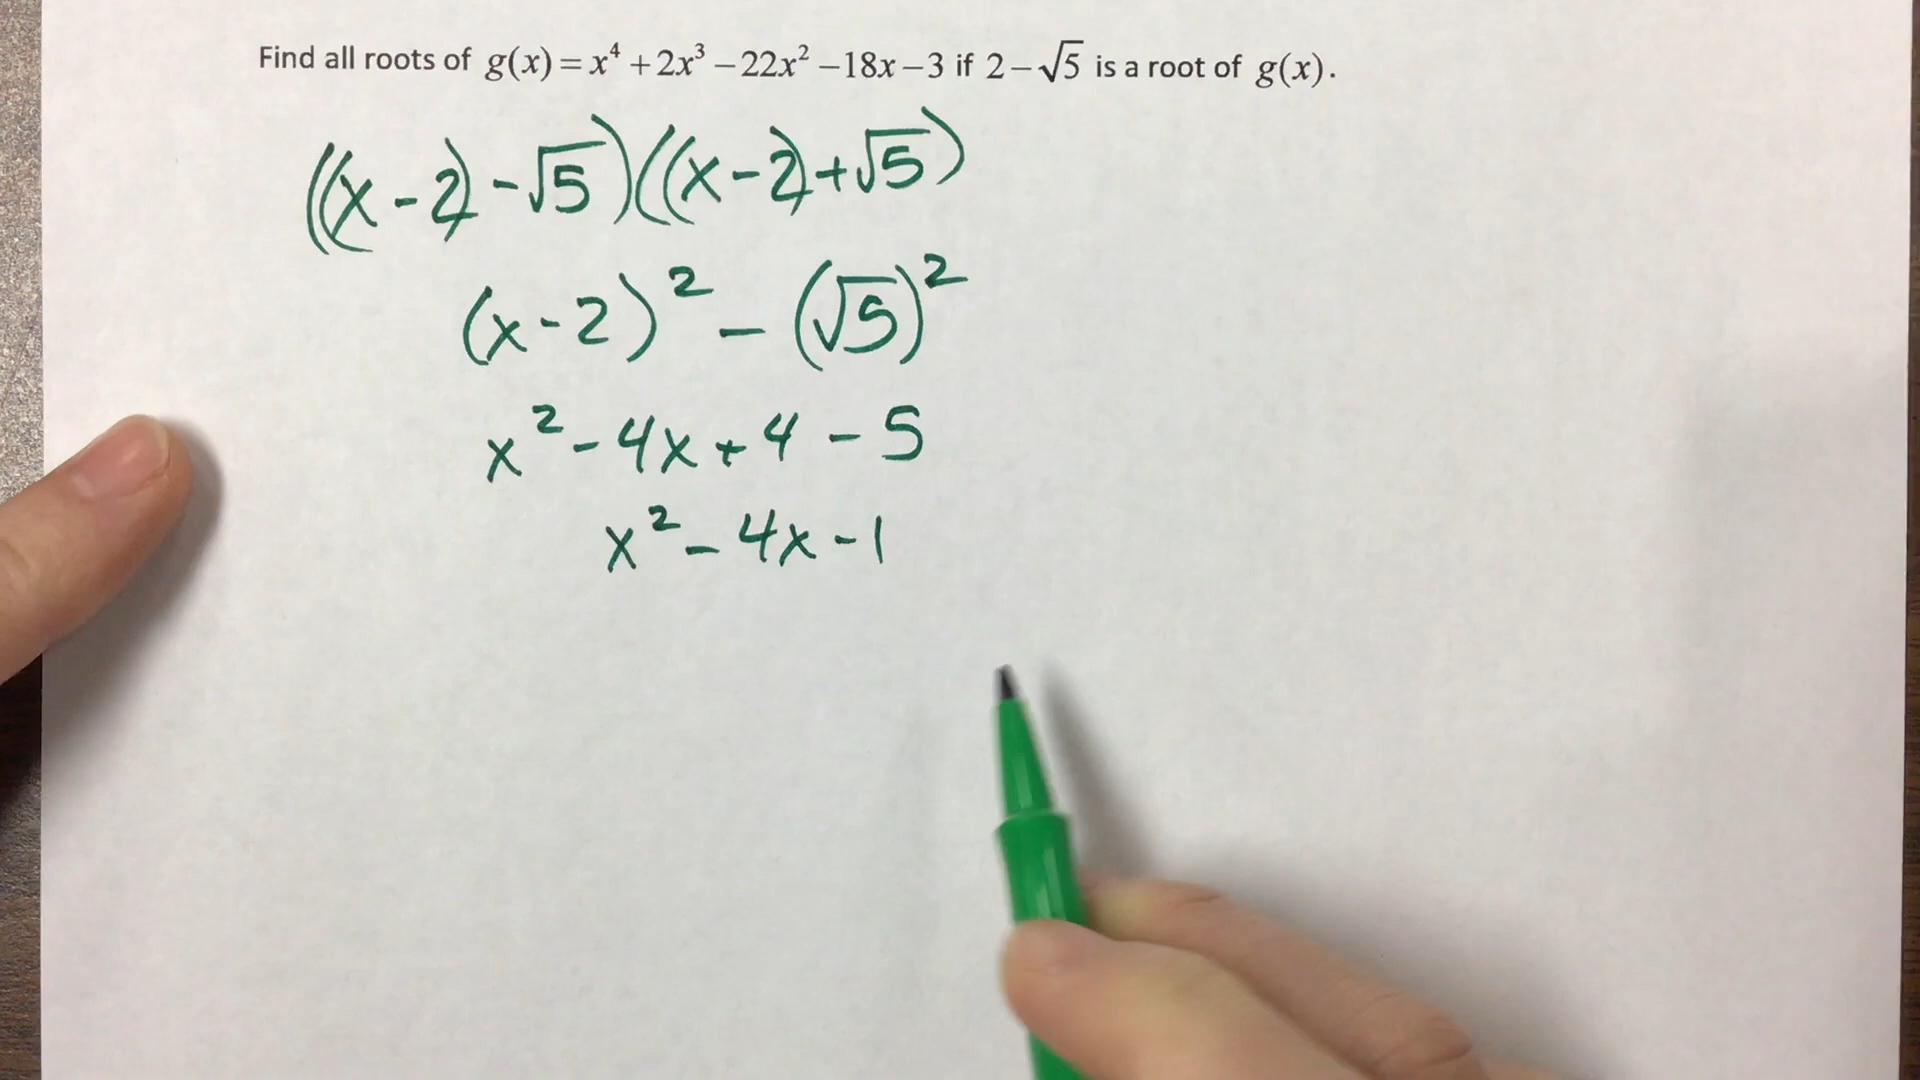 Find all roots of g(x) = x⁴ + 2x³ − 22x² − 18x − 3 if 2 − √5 is a root of g(x).
((x - 2) - √5)((x - 2) + √5)
(x - 2)² - (√5)²
x² - 4x + 4 - 5
x² - 4x - 1